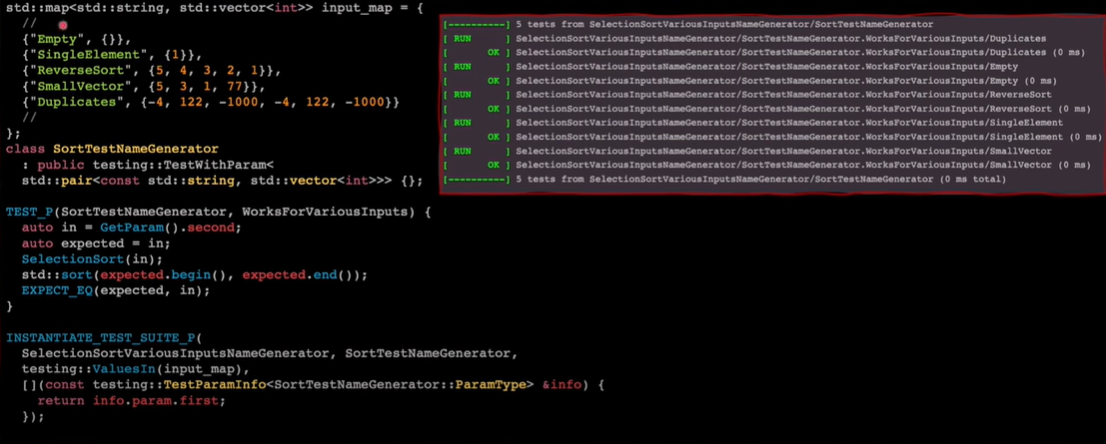 std::map<std::string, std::vector<int>> input_map = {
//
{"Empty", {}},
{"SingleElement", {1}},
{"ReverseSort", {5, 4, 3, 2, 1}},
{"SmallVector", {5, 3, 1, 77}},
{"Duplicates", {-4, 122, -1000, -4, 122, -1000}}
//
};
class SortTestNameGenerator
: public testing::TestWithParam<
std::pair<const std::string, std::vector<int>>> {};
TEST_P(SortTestNameGenerator, WorksForVariousInputs) {
auto in = GetParam().second;
auto expected = in;
SelectionSort(in);
std::sort(expected.begin(), expected.end());
EXPECT_EQ(expected, in);
}
INSTANTIATE_TEST_SUITE_P(
SelectionSortVariousInputsNameGenerator, SortTestNameGenerator,
testing::ValuesIn(input_map),
[](const testing::TestParamInfo<SortTestNameGenerator::ParamType> &info) {
return info.param.first;
});
[----------] 5 tests from SelectionSortVariousInputsNameGenerator/SortTestNameGenerator
[ RUN      ] SelectionSortVariousInputsNameGenerator/SortTestNameGenerator.WorksForVariousInputs/Duplicates
[       OK ] SelectionSortVariousInputsNameGenerator/SortTestNameGenerator.WorksForVariousInputs/Duplicates (0 ms)
[ RUN      ] SelectionSortVariousInputsNameGenerator/SortTestNameGenerator.WorksForVariousInputs/Empty
[       OK ] SelectionSortVariousInputsNameGenerator/SortTestNameGenerator.WorksForVariousInputs/Empty (0 ms)
[ RUN      ] SelectionSortVariousInputsNameGenerator/SortTestNameGenerator.WorksForVariousInputs/ReverseSort
[       OK ] SelectionSortVariousInputsNameGenerator/SortTestNameGenerator.WorksForVariousInputs/ReverseSort (0 ms)
[ RUN      ] SelectionSortVariousInputsNameGenerator/SortTestNameGenerator.WorksForVariousInputs/SingleElement
[       OK ] SelectionSortVariousInputsNameGenerator/SortTestNameGenerator.WorksForVariousInputs/SingleElement (0 ms)
[ RUN      ] SelectionSortVariousInputsNameGenerator/SortTestNameGenerator.WorksForVariousInputs/SmallVector
[       OK ] SelectionSortVariousInputsNameGenerator/SortTestNameGenerator.WorksForVariousInputs/SmallVector (0 ms)
[----------] 5 tests from SelectionSortVariousInputsNameGenerator/SortTestNameGenerator (0 ms total)